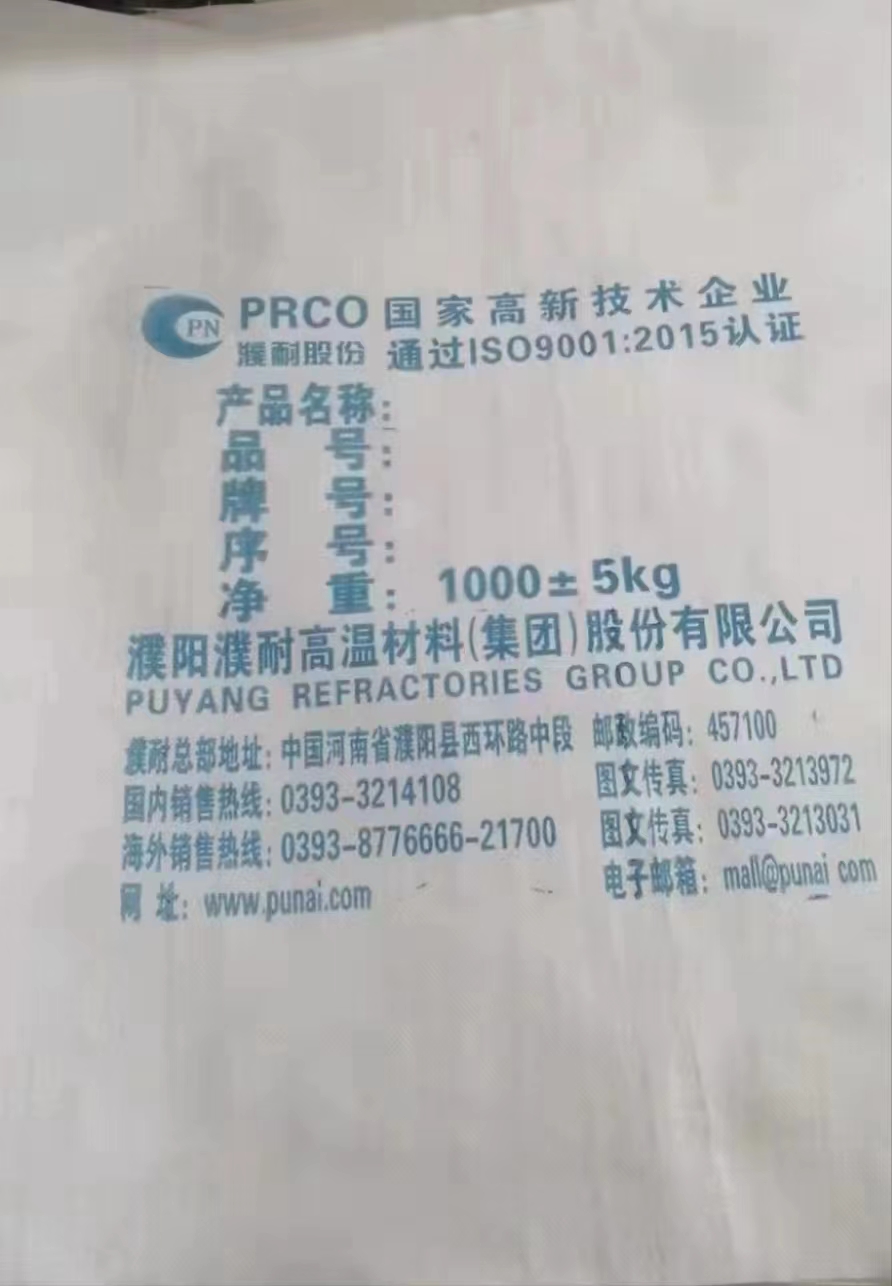 PN PRCO 国家高新技术企业
濮耐股份 通过ISO9001:2015认证
产品名称:
品 号:
牌 号:
序 号:
净 重: 1000±5kg
濮阳濮耐高温材料(集团)股份有限公司
PUYANG REFRACTORIES GROUP CO.,LTD
濮耐总部地址: 中国河南省濮阳县西环路中段 邮政编码: 457100
国内销售热线: 0393-3214108 图文传真: 0393-3213972
海外销售热线: 0393-8776666-21700 图文传真: 0393-3213031
网 址: www.punai.com 电子邮箱: mall@punai com